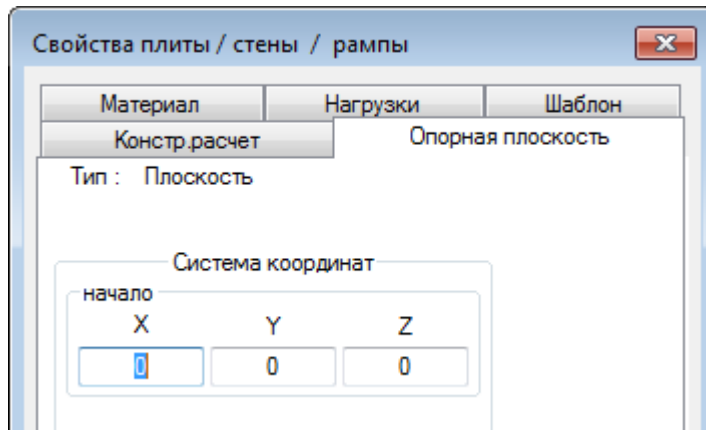 Свойства плиты / стены / рампы
Материал Нагрузки Шаблон
Констр.расчет Опорная плоскость
Тип : Плоскость
Система координат
начало
X Y Z
0 0 0